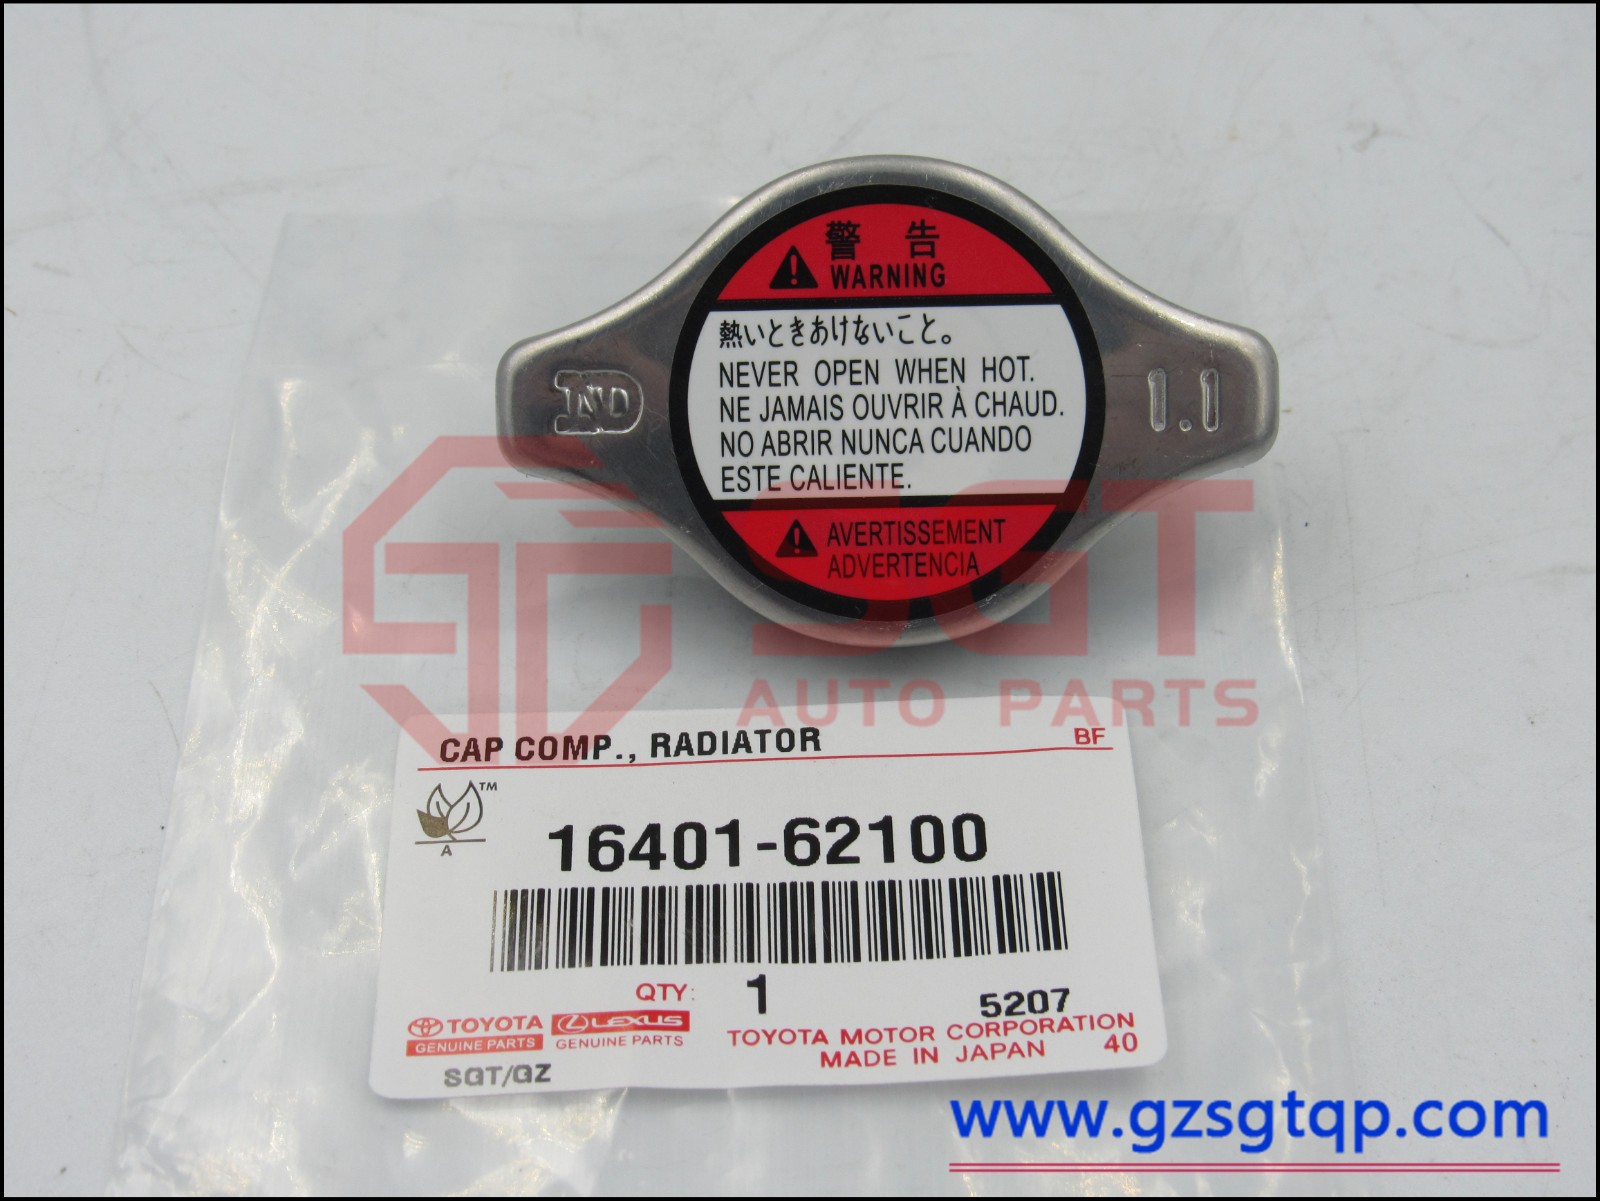 警 告
WARNING
熱いときあけないこと。
NEVER OPEN WHEN HOT.
NE JAMAIS OUVRIR À CHAUD.
NO ABRIR NUNCA CUANDO
ESTE CALIENTE.
AVERTISSEMENT
ADVERTENCIA
ND
1.1
SGT
AUTO PARTS
CAP COMP., RADIATOR
BF
TM
A
16401-62100
QTY: 1
5207
TOYOTA
GENUINE PARTS
LEXUS
GENUINE PARTS
TOYOTA MOTOR CORPORATION
MADE IN JAPAN 40
SGT/GZ
www.gzsgtqp.com